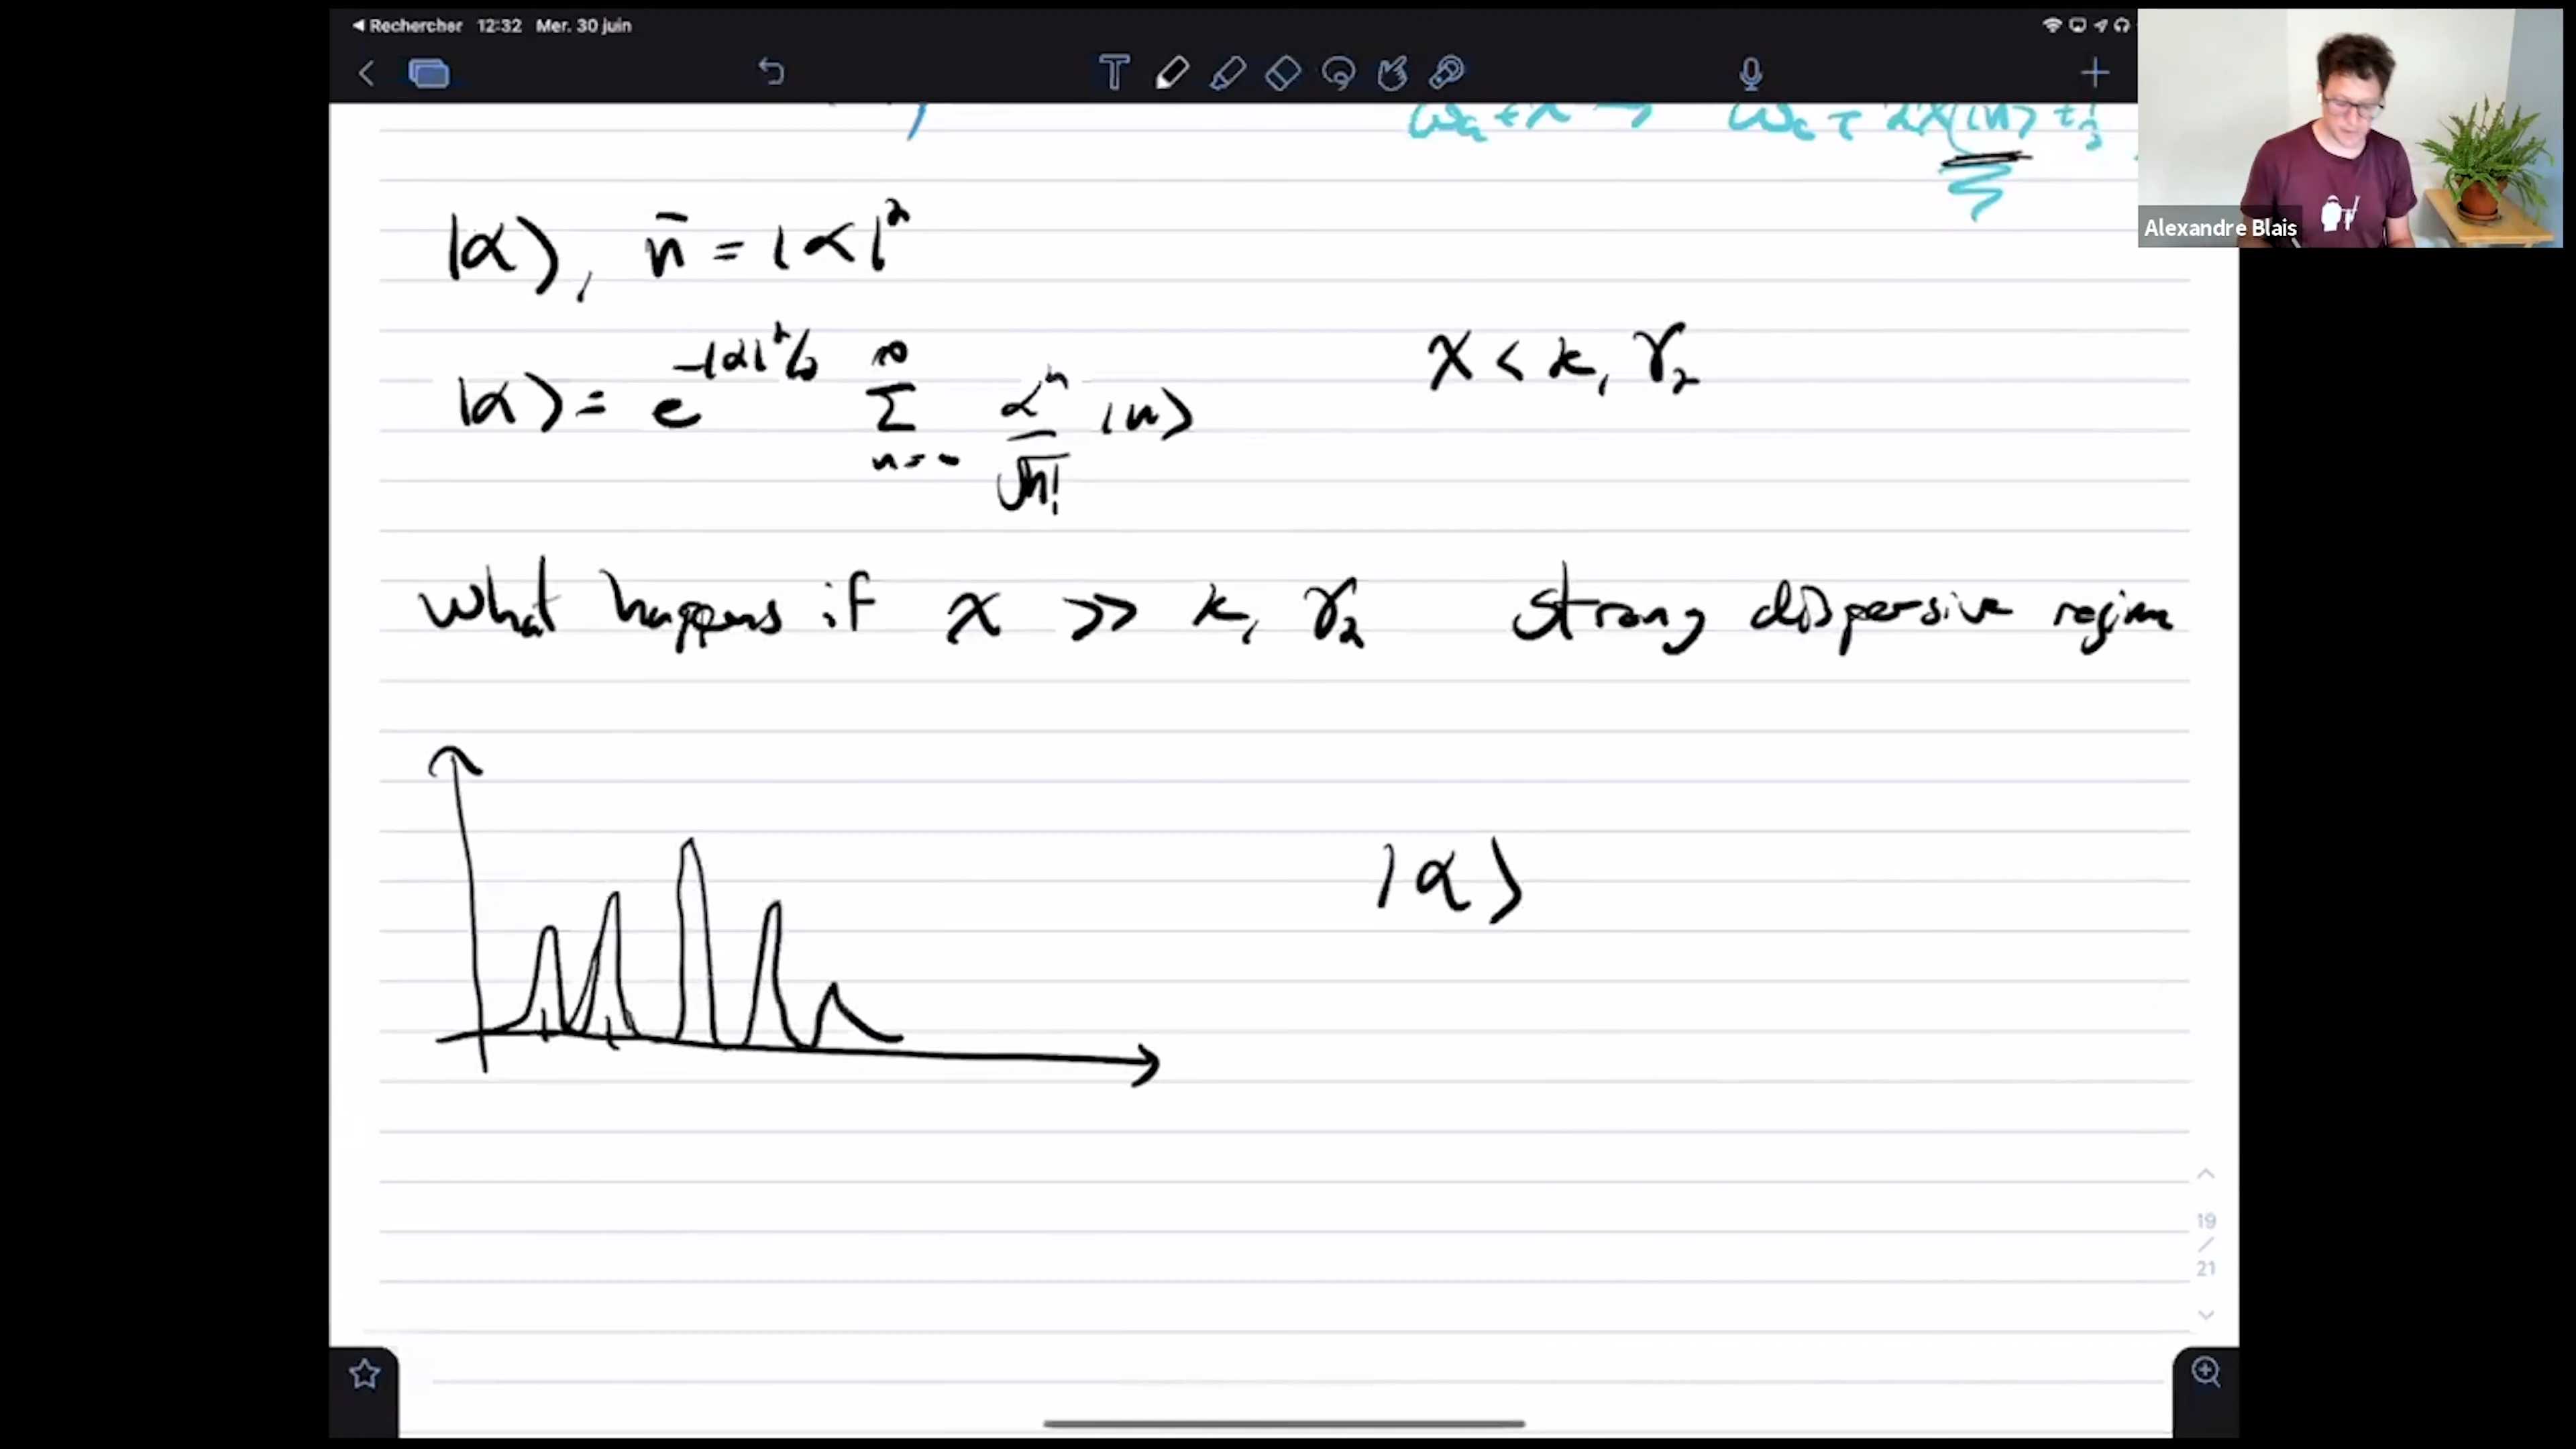 Rechercher 12:32 Mer. 30 juin
Alexandre Blais
|α⟩, n̄ = |α|²
|α⟩ = e^{-|α|²/2} Σ_{n=0}^{∞} αⁿ/√n! |n⟩
χ < κ, γ₂
What happens if χ >> κ, γ₂ strong dispersive regime
|α⟩
19
/
21